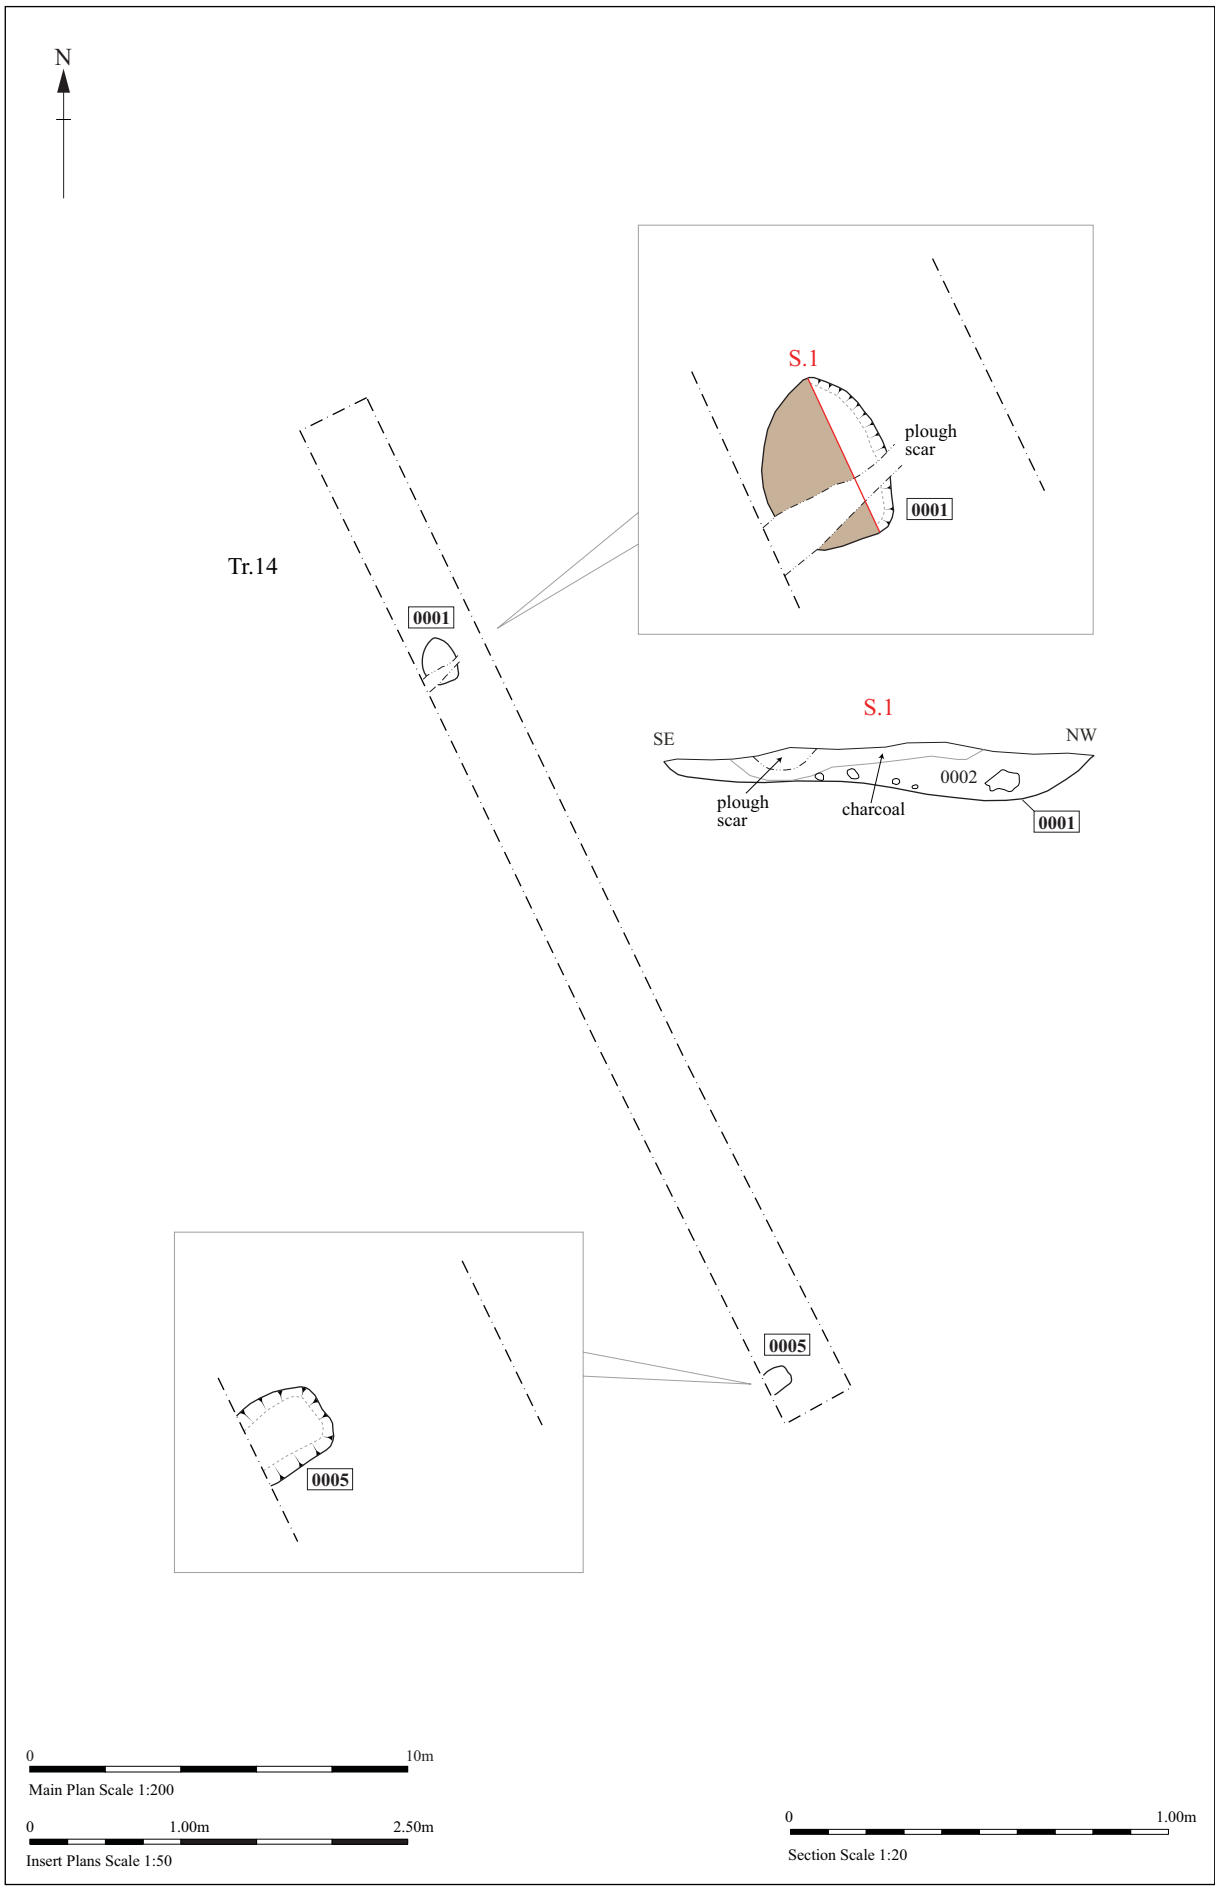 N
S.1
plough
scar
0001
Tr.14
0001
S.1
SE
NW
0002
plough
scar
charcoal
0001
0005
0005
0
10m
Main Plan Scale 1:200
0
1.00m
2.50m
Insert Plans Scale 1:50
0
1.00m
Section Scale 1:20